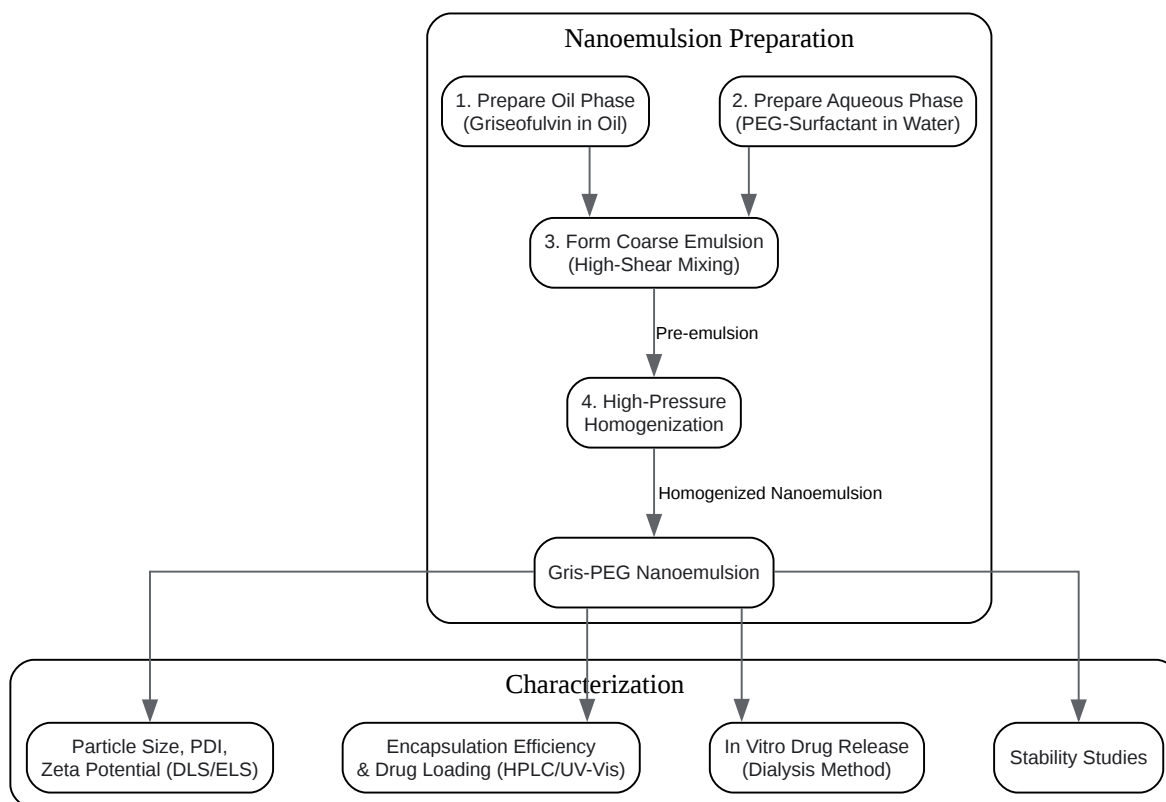 Nanoemulsion Preparation
1. Prepare Oil Phase
(Griseofulvin in Oil)
2. Prepare Aqueous Phase
(PEG-Surfactant in Water)
3. Form Coarse Emulsion
(High-Shear Mixing)
Pre-emulsion
4. High-Pressure
Homogenization
Homogenized Nanoemulsion
Gris-PEG Nanoemulsion
Characterization
Particle Size, PDI,
Zeta Potential (DLS/ELS)
Encapsulation Efficiency
& Drug Loading (HPLC/UV-Vis)
In Vitro Drug Release
(Dialysis Method)
Stability Studies